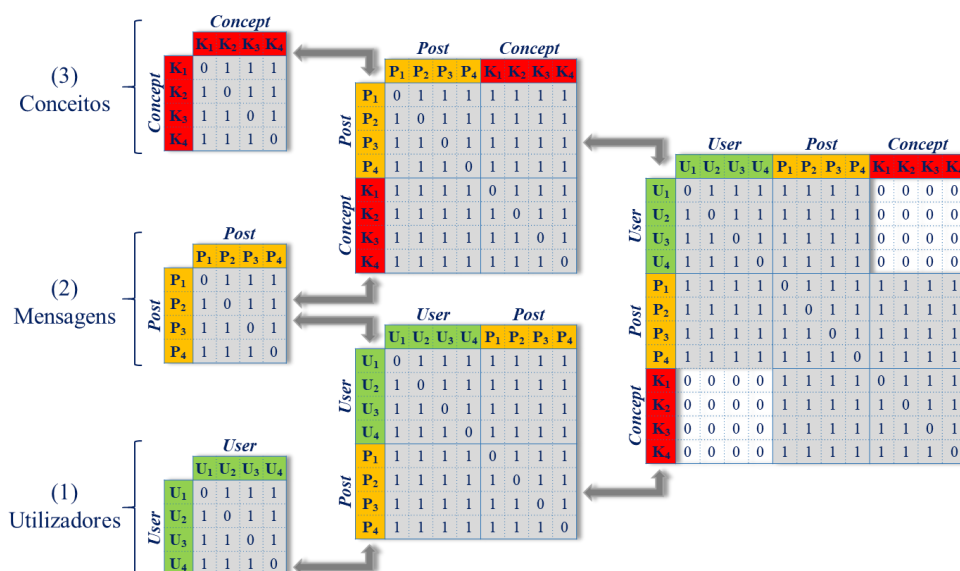 (3)
Conceitos
Concept
K1 K2 K3 K4
Concept
K1 0 1 1 1
K2 1 0 1 1
K3 1 1 0 1
K4 1 1 1 0
(2)
Mensagens
Post
P1 P2 P3 P4
Post
P1 0 1 1 1
P2 1 0 1 1
P3 1 1 0 1
P4 1 1 1 0
(1)
Utilizadores
User
U1 U2 U3 U4
User
U1 0 1 1 1
U2 1 0 1 1
U3 1 1 0 1
U4 1 1 1 0
Post Concept
P1 P2 P3 P4 K1 K2 K3 K4
Post
P1 0 1 1 1 1 1 1 1
P2 1 0 1 1 1 1 1 1
P3 1 1 0 1 1 1 1 1
P4 1 1 1 0 1 1 1 1
Concept
K1 1 1 1 1 0 1 1 1
K2 1 1 1 1 1 0 1 1
K3 1 1 1 1 1 1 0 1
K4 1 1 1 1 1 1 1 0
User Post
U1 U2 U3 U4 P1 P2 P3 P4
User
U1 0 1 1 1 1 1 1 1
U2 1 0 1 1 1 1 1 1
U3 1 1 0 1 1 1 1 1
U4 1 1 1 0 1 1 1 1
Post
P1 1 1 1 1 0 1 1 1
P2 1 1 1 1 1 0 1 1
P3 1 1 1 1 1 1 0 1
P4 1 1 1 1 1 1 1 0
User Post Concept
U1 U2 U3 U4 P1 P2 P3 P4 K1 K2 K3 K4
User
U1 0 1 1 1 1 1 1 1 0 0 0 0
U2 1 0 1 1 1 1 1 1 0 0 0 0
U3 1 1 0 1 1 1 1 1 0 0 0 0
U4 1 1 1 0 1 1 1 1 0 0 0 0
Post
P1 1 1 1 1 0 1 1 1 1 1 1 1
P2 1 1 1 1 1 0 1 1 1 1 1 1
P3 1 1 1 1 1 1 0 1 1 1 1 1
P4 1 1 1 1 1 1 1 0 1 1 1 1
Concept
K1 0 0 0 0 1 1 1 1 0 1 1 1
K2 0 0 0 0 1 1 1 1 1 0 1 1
K3 0 0 0 0 1 1 1 1 1 1 0 1
K4 0 0 0 0 1 1 1 1 1 1 1 0